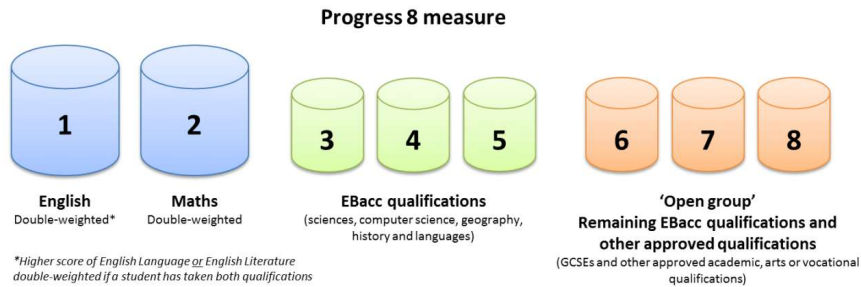 Progress 8 measure
1
2
3
4
5
6
7
8
English
Double-weighted*
Maths
Double-weighted
EBacc qualifications
(sciences, computer science, geography,
history and languages)
'Open group'
Remaining EBacc qualifications and
other approved qualifications
(GCSEs and other approved academic, arts or vocational
qualifications)
*Higher score of English Language or English Literature
double-weighted if a student has taken both qualifications